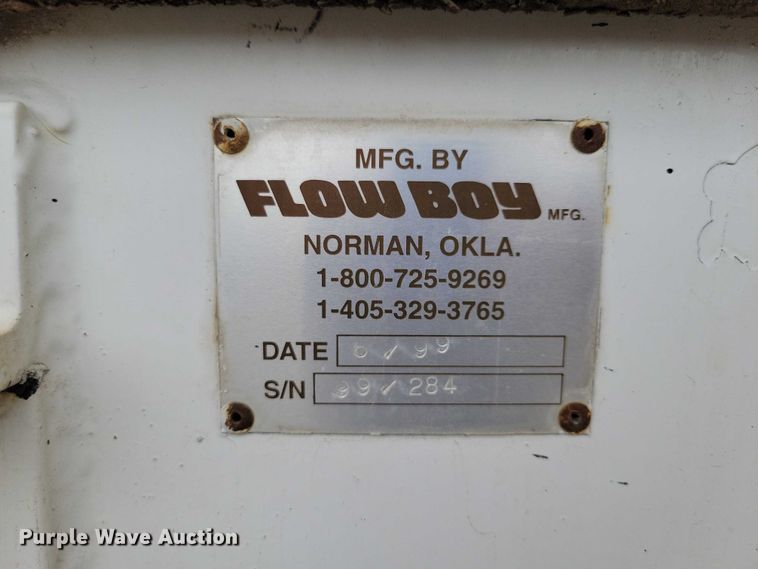 MFG. BY
FLOW BOY MFG.
NORMAN, OKLA.
1-800-725-9269
1-405-329-3765
DATE 6/99
S/N 99/284
Purple Wave Auction